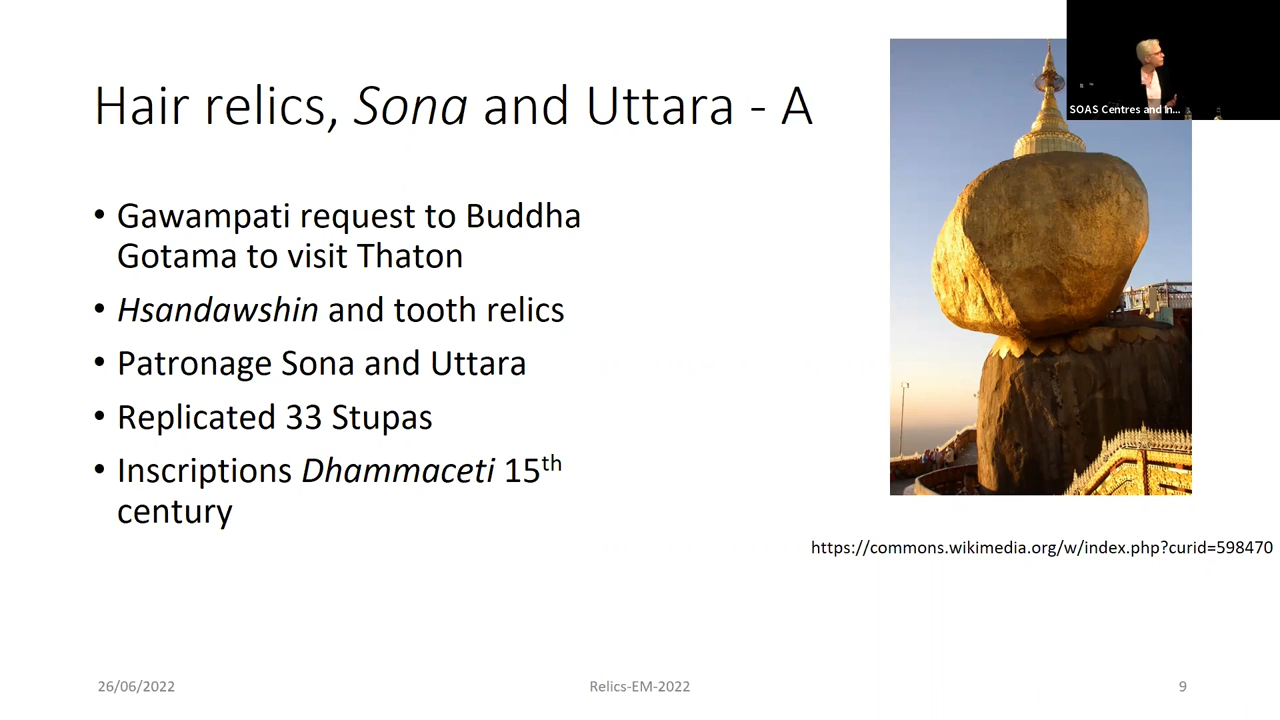 Hair relics, Sona and Uttara - A
SOAS Centres and In...
• Gawampati request to Buddha
Gotama to visit Thaton
• Hsandawshin and tooth relics
• Patronage Sona and Uttara
• Replicated 33 Stupas
• Inscriptions Dhammaceti 15th
century
https://commons.wikimedia.org/w/index.php?curid=598470
26/06/2022
Relics-EM-2022
9